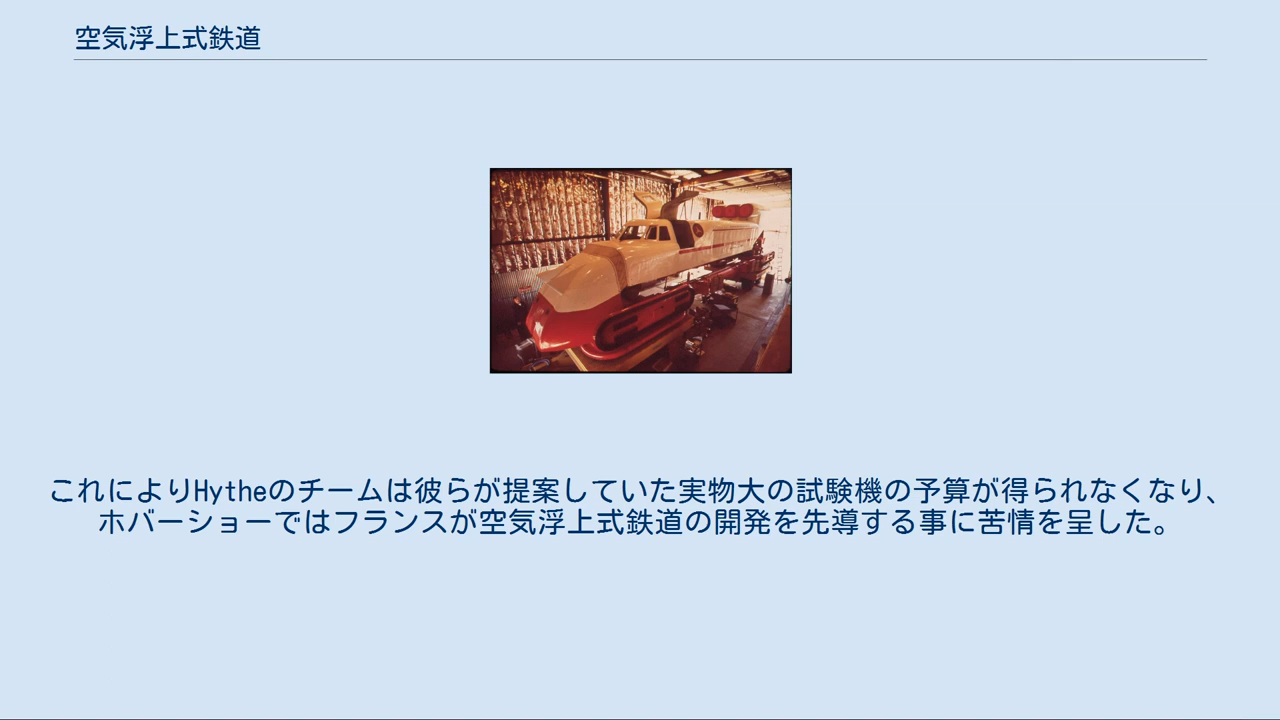 空気浮上式鉄道
これによりHytheのチームは彼らが提案していた実物大の試験機の予算が得られなくなり、
ホバーショーではフランスが空気浮上式鉄道の開発を先導する事に苦情を呈した。